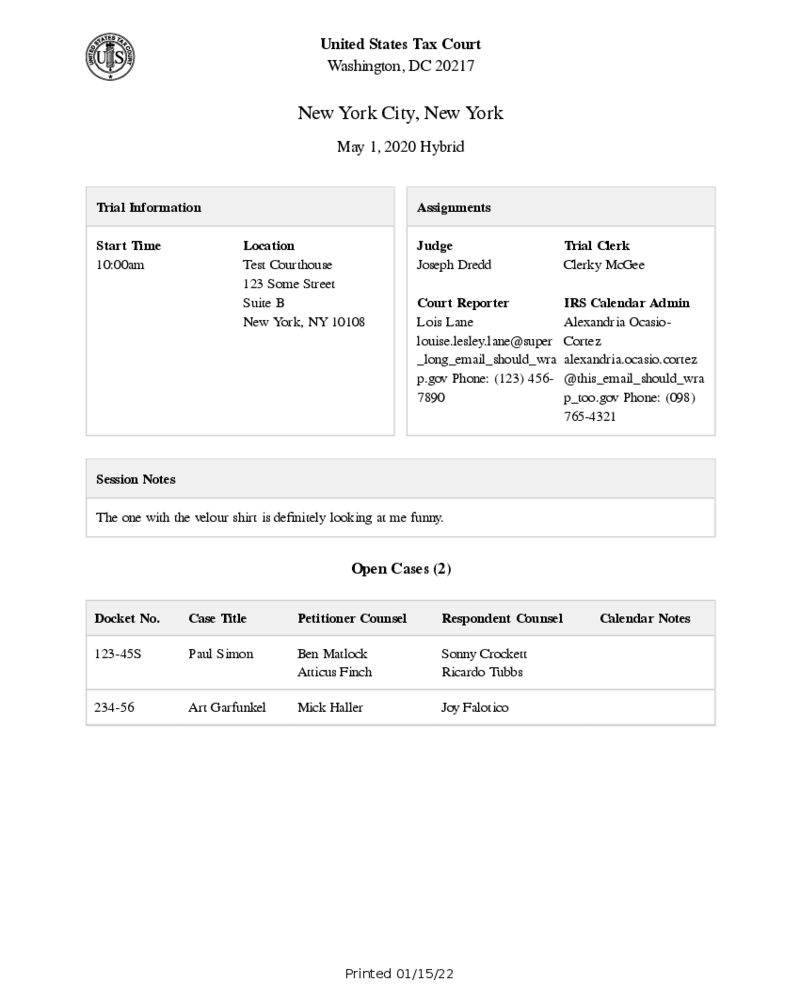 UNITED STATES TAX COURT
US
United States Tax Court
Washington, DC 20217
New York City, New York
May 1, 2020 Hybrid
Trial Information
Start Time
10:00am
Location
Test Courthouse
123 Some Street
Suite B
New York, NY 10108
Assignments
Judge
Joseph Dredd
Trial Clerk
Clerky McGee
Court Reporter
Lois Lane
louise.lesley.lane@super
_long_email_should_wra
p.gov Phone: (123) 456-
7890
IRS Calendar Admin
Alexandria Ocasio-
Cortez
alexandria.ocasio.cortez
@this_email_should_wra
p_too.gov Phone: (098)
765-4321
Session Notes
The one with the velour shirt is definitely looking at me funny.
Open Cases (2)
Docket No. Case Title Petitioner Counsel Respondent Counsel Calendar Notes
123-45S Paul Simon Ben Matlock Sonny Crockett
Atticus Finch Ricardo Tubbs
234-56 Art Garfunkel Mick Haller Joy Falotico
Printed 01/15/22